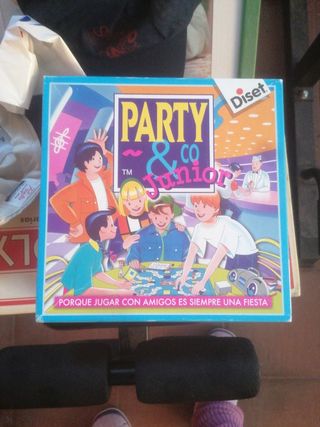 Diset
PARTY
& CO
TM
Junior
PORQUE JUGAR CON AMIGOS ES SIEMPRE UNA FIESTA